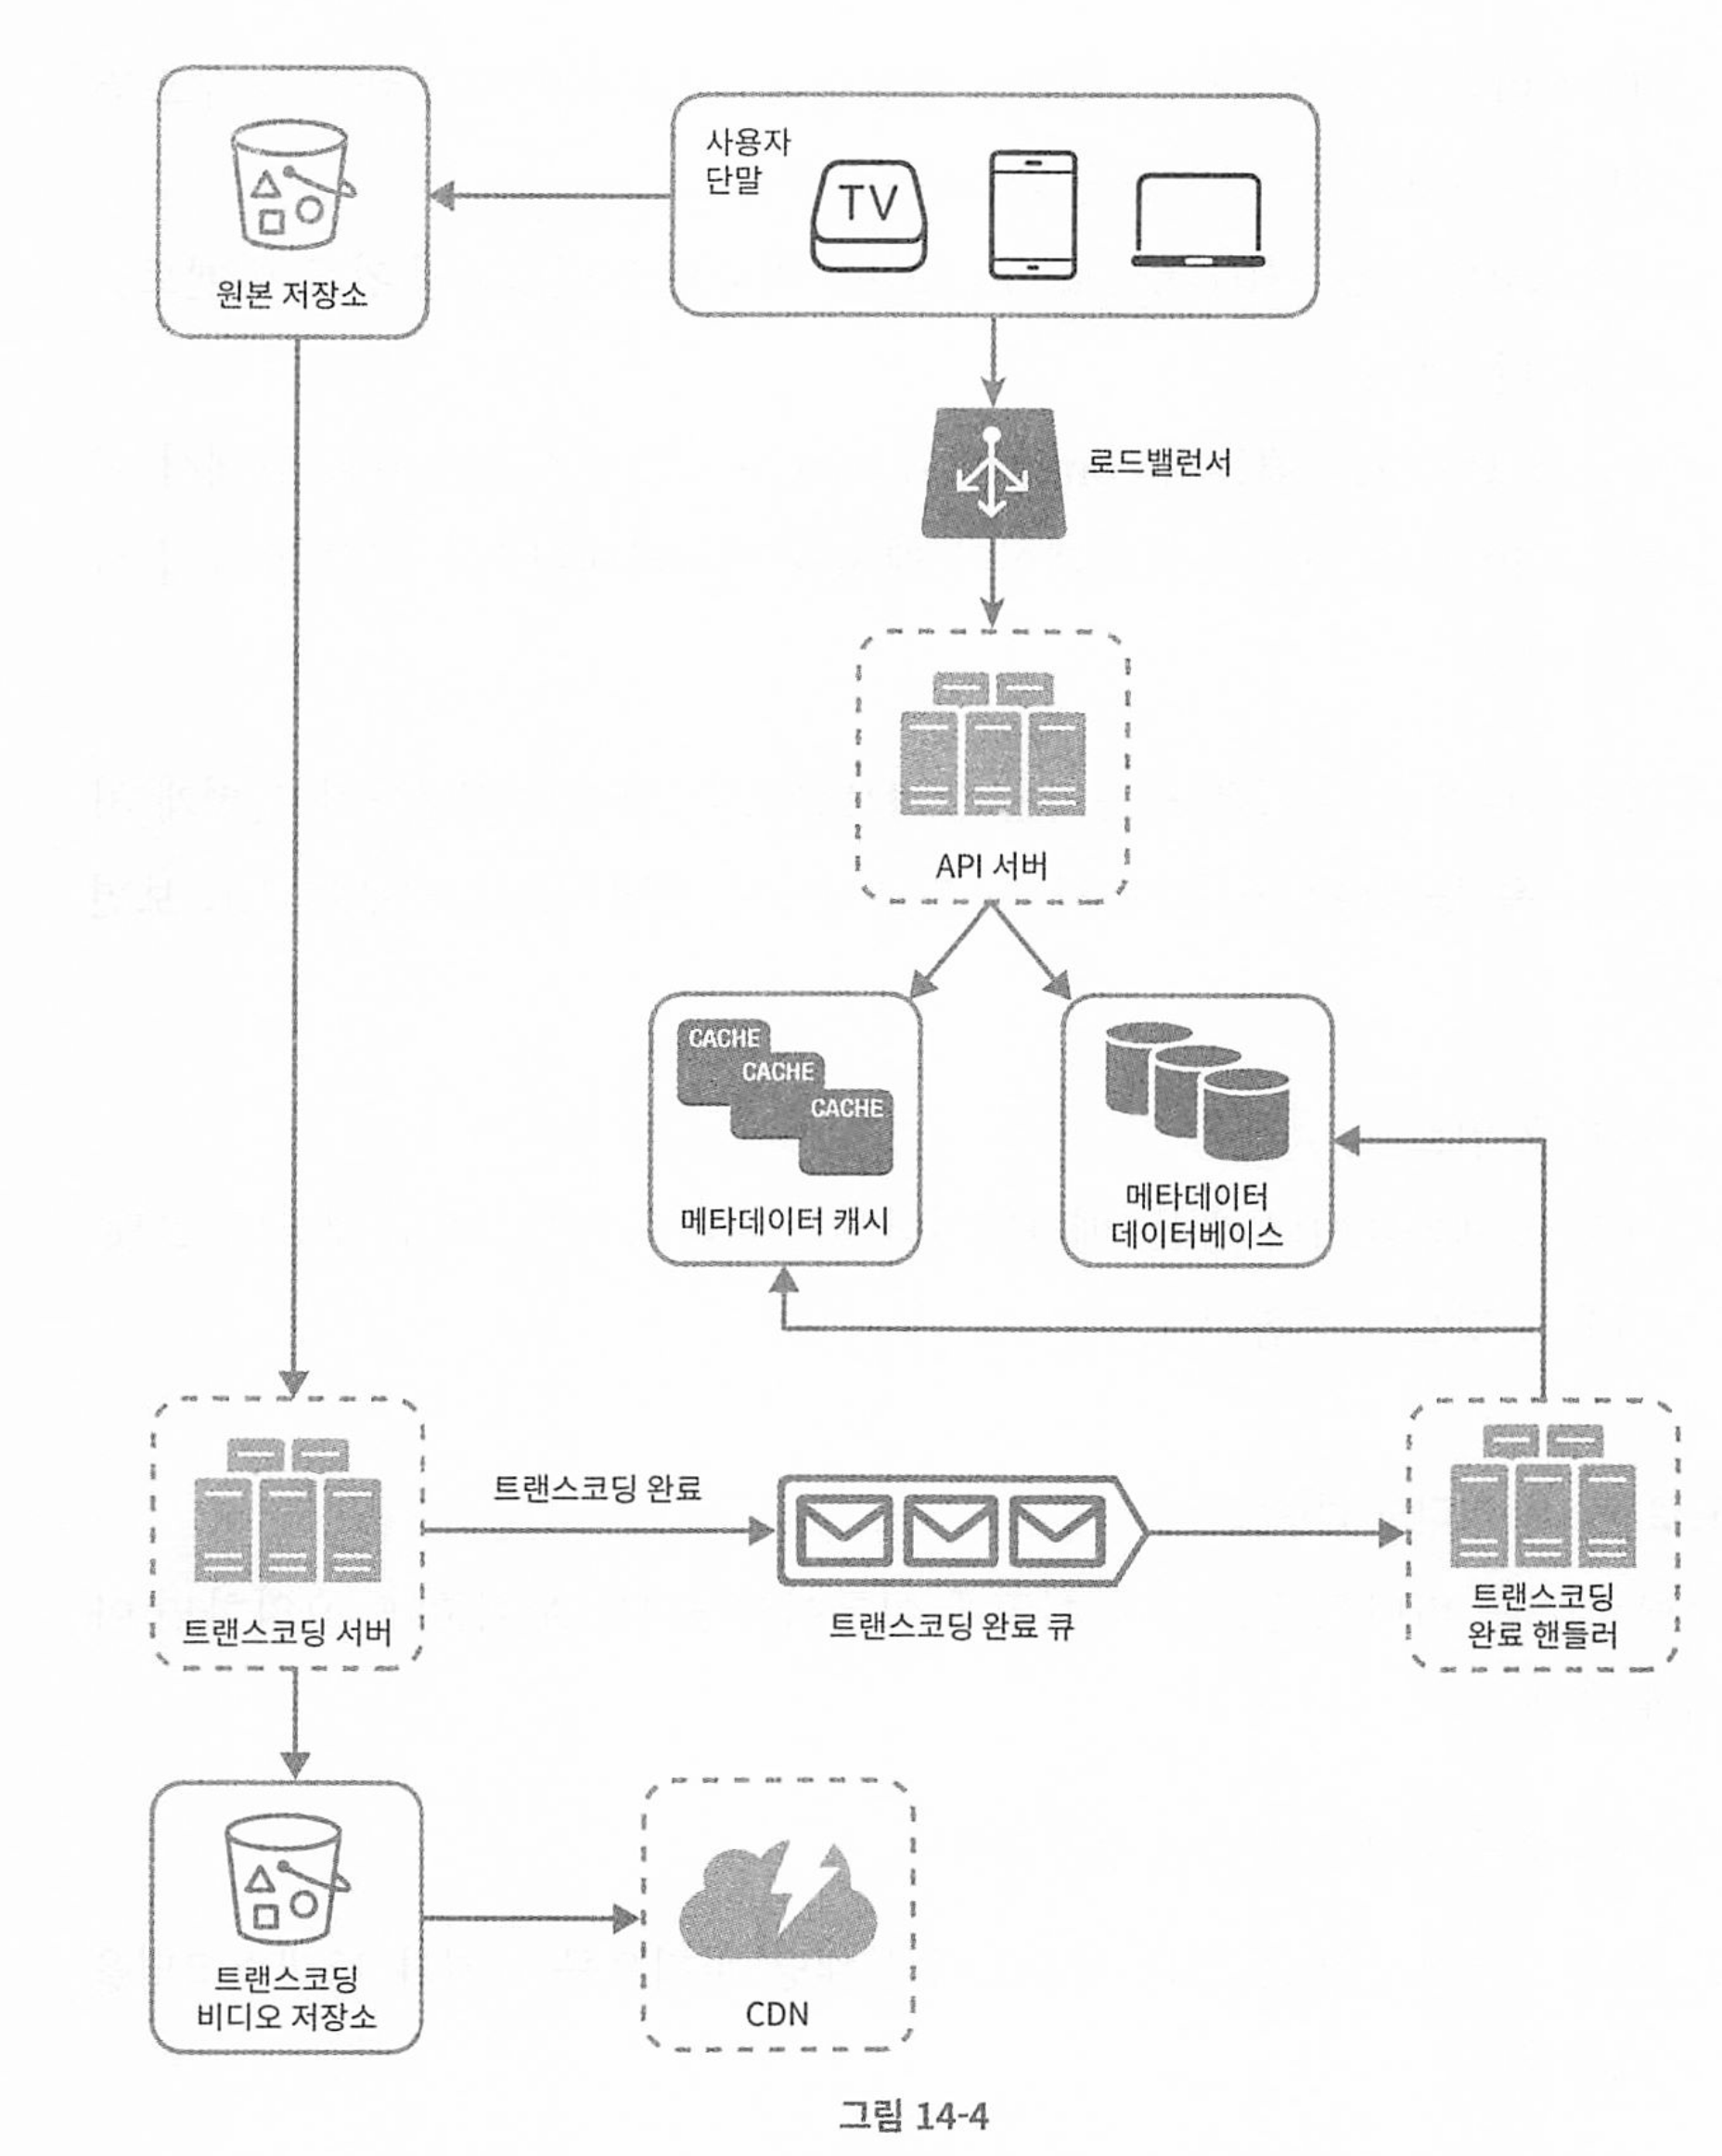 사용자
단말
TV
원본 저장소
로드밸런서
API 서버
CACHE
CACHE
CACHE
메타데이터 캐시
메타데이터
데이터베이스
트랜스코딩 서버
트랜스코딩 완료
트랜스코딩 완료 큐
트랜스코딩
완료 핸들러
트랜스코딩
비디오 저장소
CDN
그림 14-4